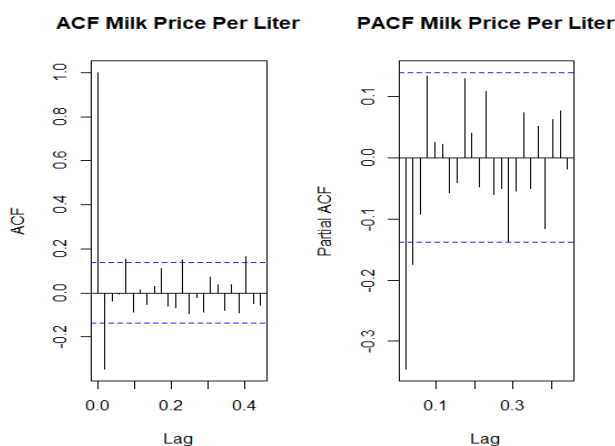 ACF Milk Price Per Liter
ACF
1.0
0.8
0.6
0.4
0.2
0.0
-0.2
0.0
0.2
0.4
Lag
PACF Milk Price Per Liter
Partial ACF
0.1
0.0
-0.1
-0.2
-0.3
0.1
0.3
Lag